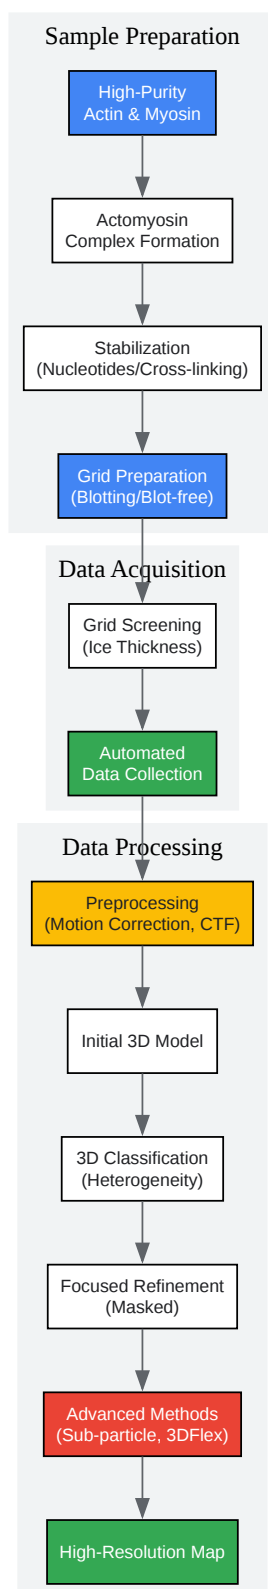 Sample Preparation
High-Purity
Actin & Myosin
Actomyosin
Complex Formation
Stabilization
(Nucleotides/Cross-linking)
Grid Preparation
(Blotting/Blot-free)
Data Acquisition
Grid Screening
(Ice Thickness)
Automated
Data Collection
Data Processing
Preprocessing
(Motion Correction, CTF)
Initial 3D Model
3D Classification
(Heterogeneity)
Focused Refinement
(Masked)
Advanced Methods
(Sub-particle, 3DFlex)
High-Resolution Map